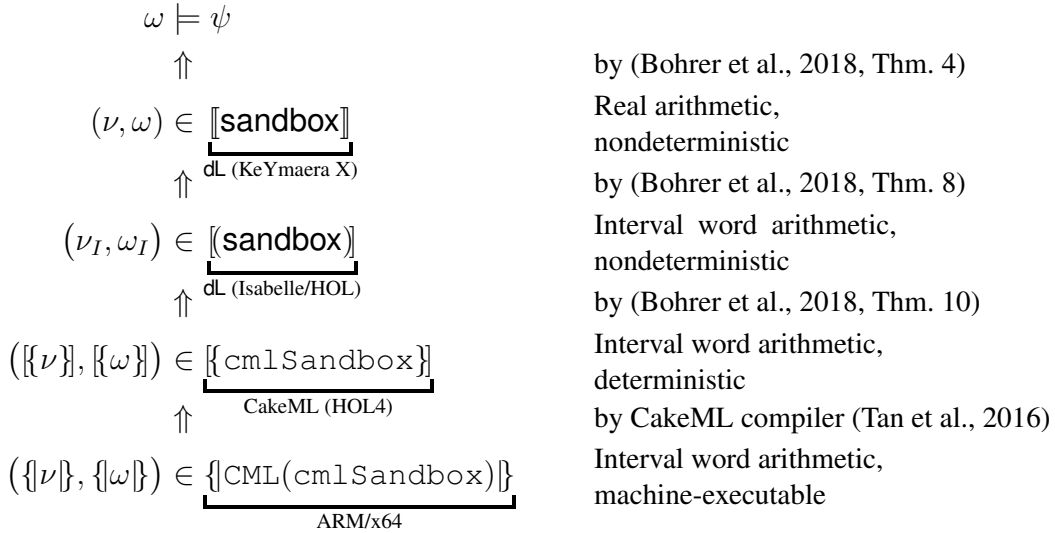 ω ⊨ ψ
⇑ by (Bohrer et al., 2018, Thm. 4)
(ν, ω) ∈ ⟦sandbox⟧ Real arithmetic,
nondeterministic
dL (KeYmaera X)
⇑ by (Bohrer et al., 2018, Thm. 8)
(ν_I, ω_I) ∈ [(sandbox)] Interval word arithmetic,
nondeterministic
dL (Isabelle/HOL)
⇑ by (Bohrer et al., 2018, Thm. 10)
([{ν}], [{ω}]) ∈ [{cmlSandbox}] Interval word arithmetic,
deterministic
CakeML (HOL4)
⇑ by CakeML compiler (Tan et al., 2016)
({|ν|}, {|ω|}) ∈ {|CML(cmlSandbox)|} Interval word arithmetic,
machine-executable
ARM/x64